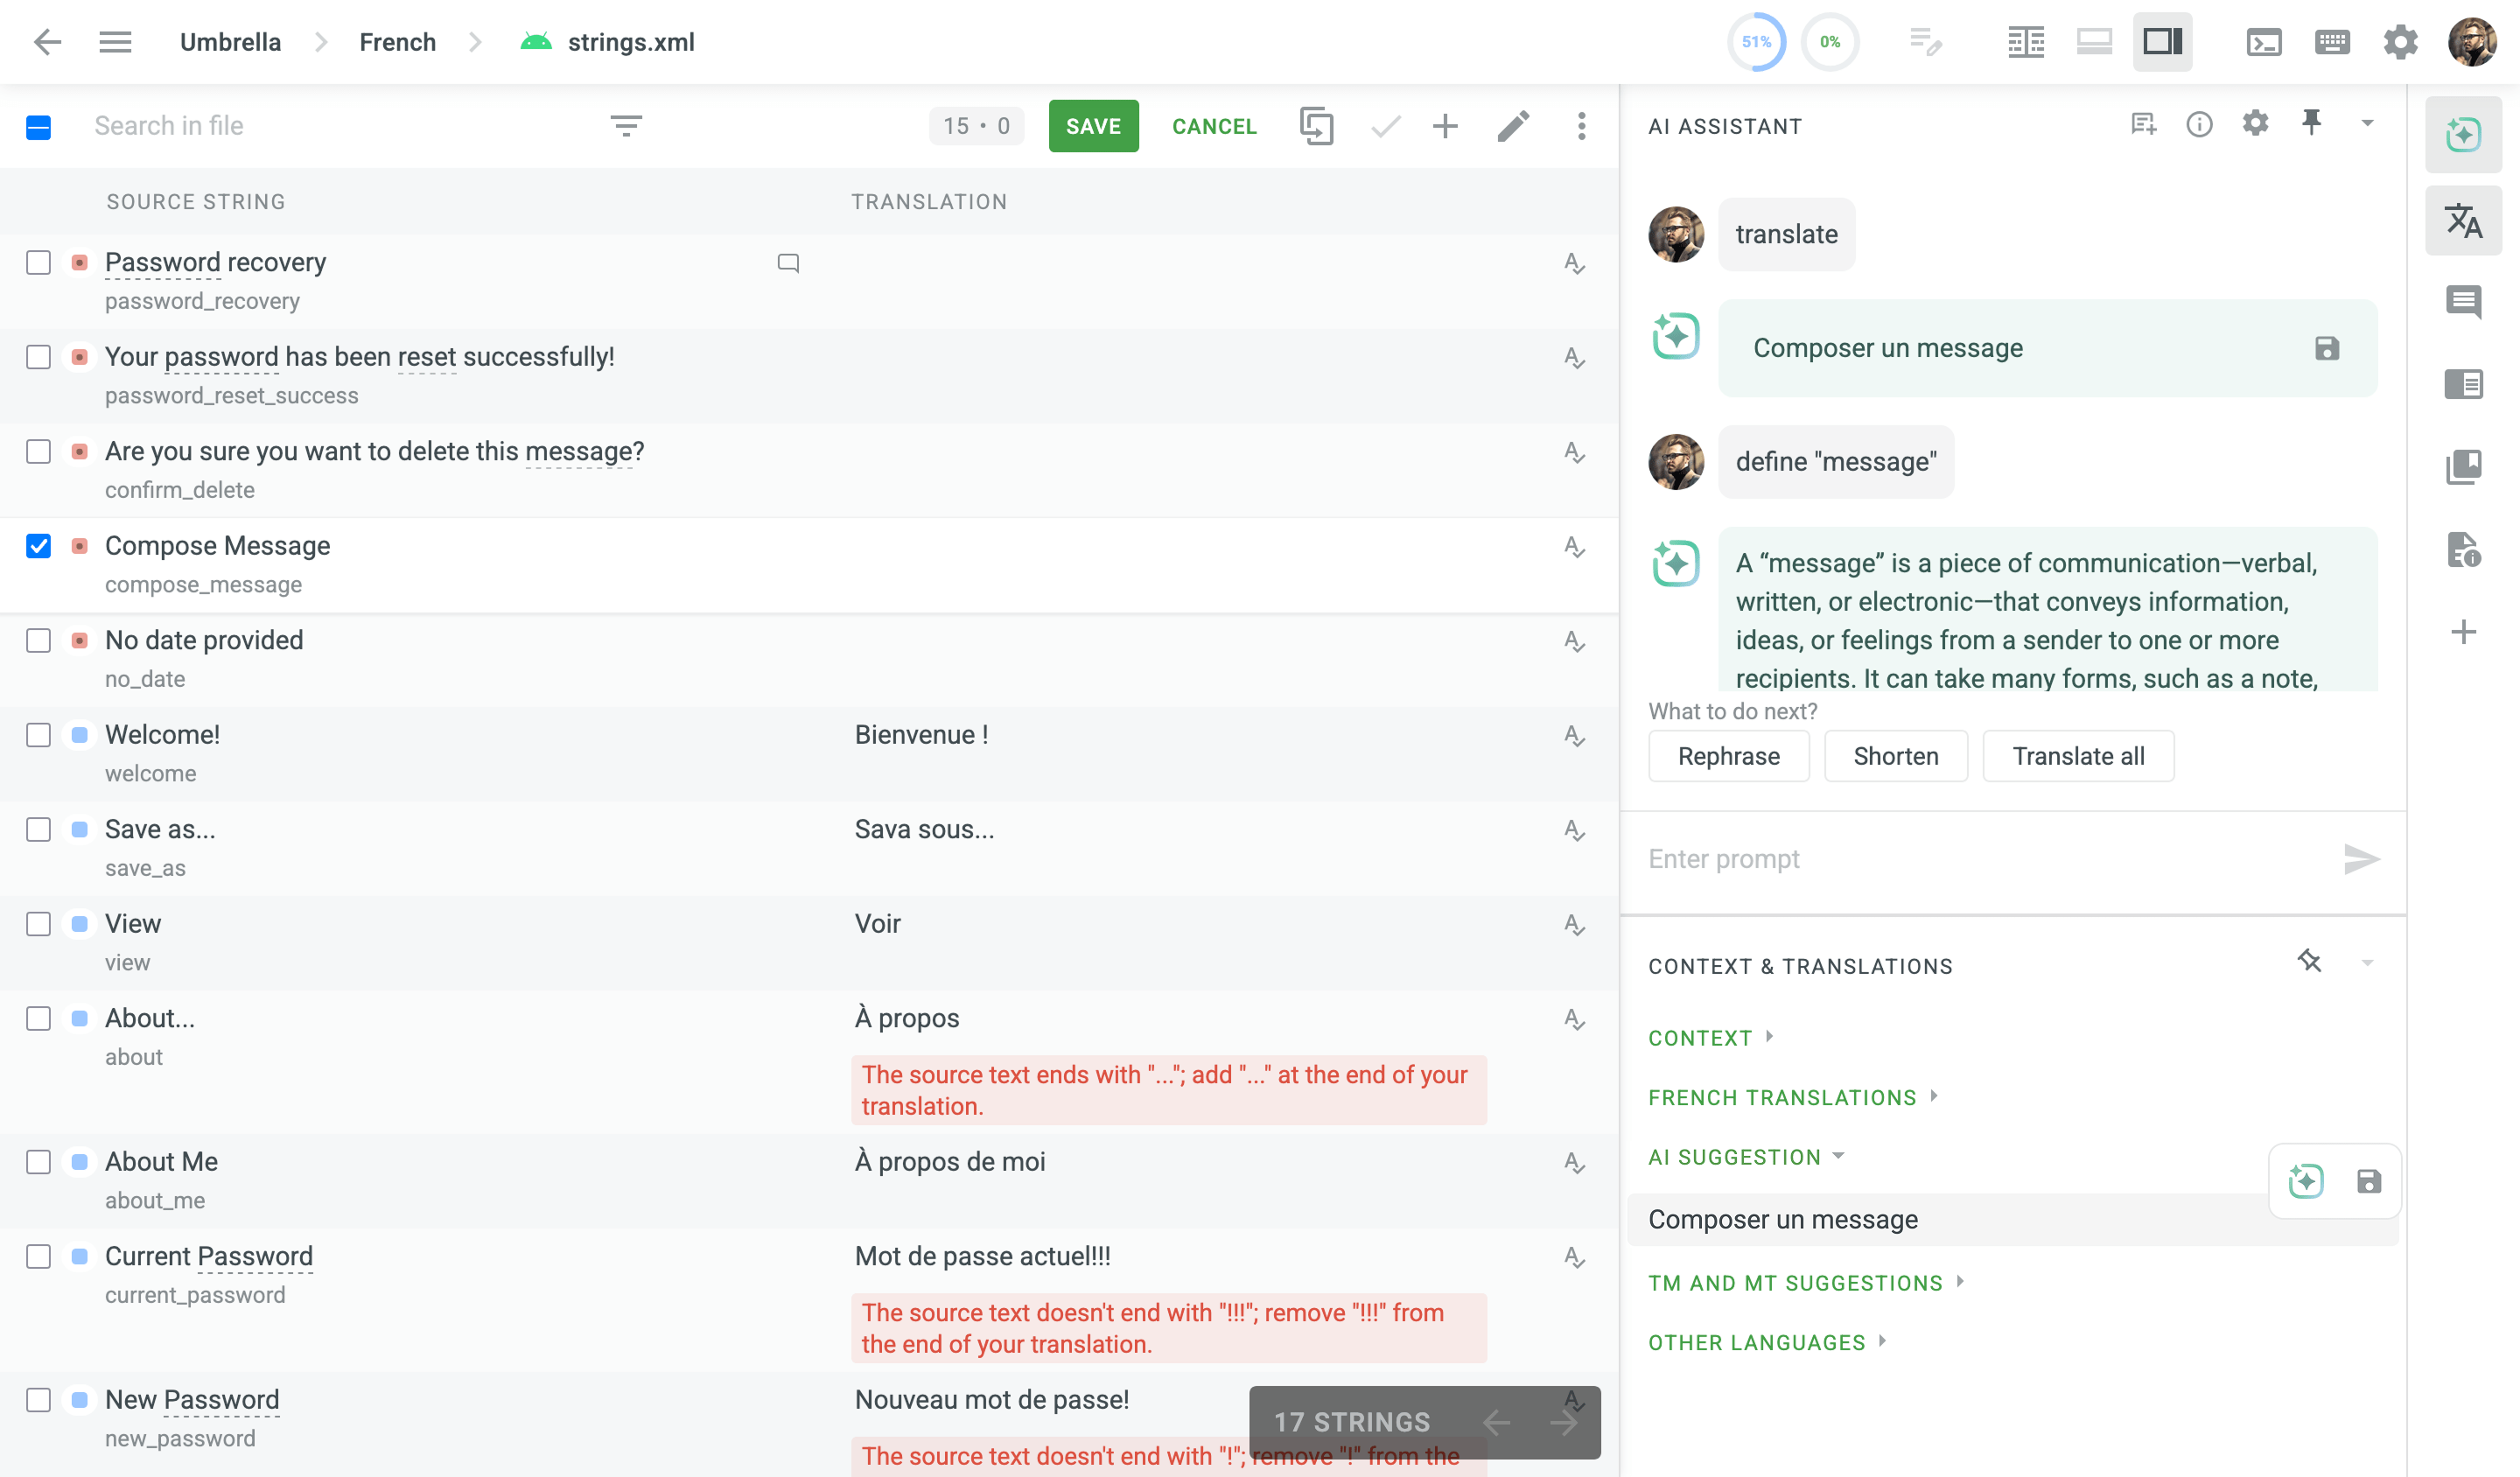 Umbrella
French
strings.xml
51%
0%
Search in file
15 • 0
SAVE
CANCEL
SOURCE STRING
TRANSLATION
Password recovery
password_recovery
Your password has been reset successfully!
password_reset_success
Are you sure you want to delete this message?
confirm_delete
Compose Message
compose_message
No date provided
no_date
Welcome!
Bienvenue !
welcome
Save as...
Sava sous...
save_as
View
Voir
view
About...
À propos
about
The source text ends with "..."; add "..." at the end of your
translation.
About Me
À propos de moi
about_me
Current Password
Mot de passe actuel!!!
current_password
The source text doesn't end with "!!!"; remove "!!!" from
the end of your translation.
New Password
Nouveau mot de passe!
new_password
The source text doesn't end with "!"; remove "!" from the
17 STRINGS
AI ASSISTANT
translate
Composer un message
define "message"
A “message” is a piece of communication—verbal,
written, or electronic—that conveys information,
ideas, or feelings from a sender to one or more
recipients. It can take many forms, such as a note,
What to do next?
Rephrase
Shorten
Translate all
Enter prompt
CONTEXT & TRANSLATIONS
CONTEXT
FRENCH TRANSLATIONS
AI SUGGESTION
Composer un message
TM AND MT SUGGESTIONS
OTHER LANGUAGES